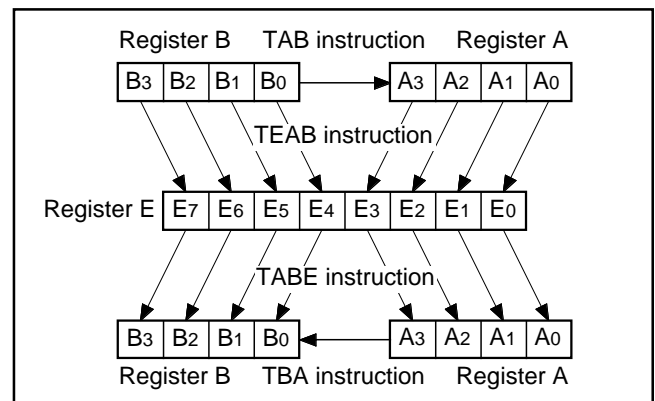 Register B TAB instruction Register A
B3 B2 B1 B0 A3 A2 A1 A0
TEAB instruction
Register E E7 E6 E5 E4 E3 E2 E1 E0
TABE instruction
B3 B2 B1 B0 A3 A2 A1 A0
Register B TBA instruction Register A